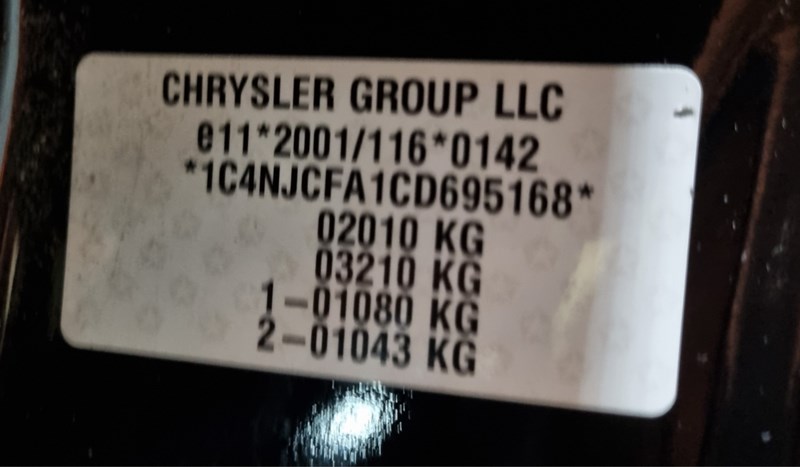 CHRYSLER GROUP LLC
e11*2001/116*0142
*1C4NJCFA1CD695168*
02010 KG
03210 KG
1-01080 KG
2-01043 KG